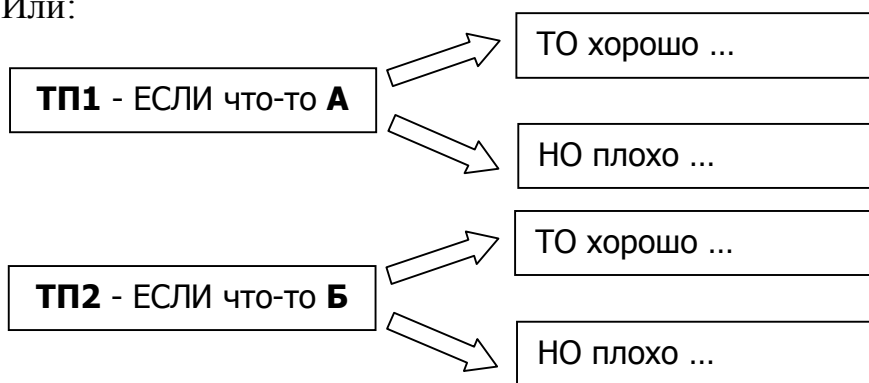 Или:
ТО хорошо ...
ТП1 - ЕСЛИ что-то А
НО плохо ...
ТО хорошо ...
ТП2 - ЕСЛИ что-то Б
НО плохо ...